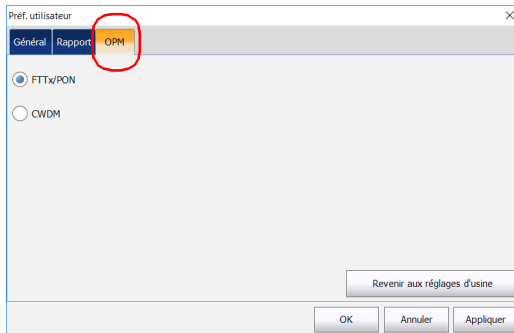 Préf. utilisateur
Général Rapport OPM
FTTx/PON
CWDM
Revenir aux réglages d'usine
OK Annuler Appliquer